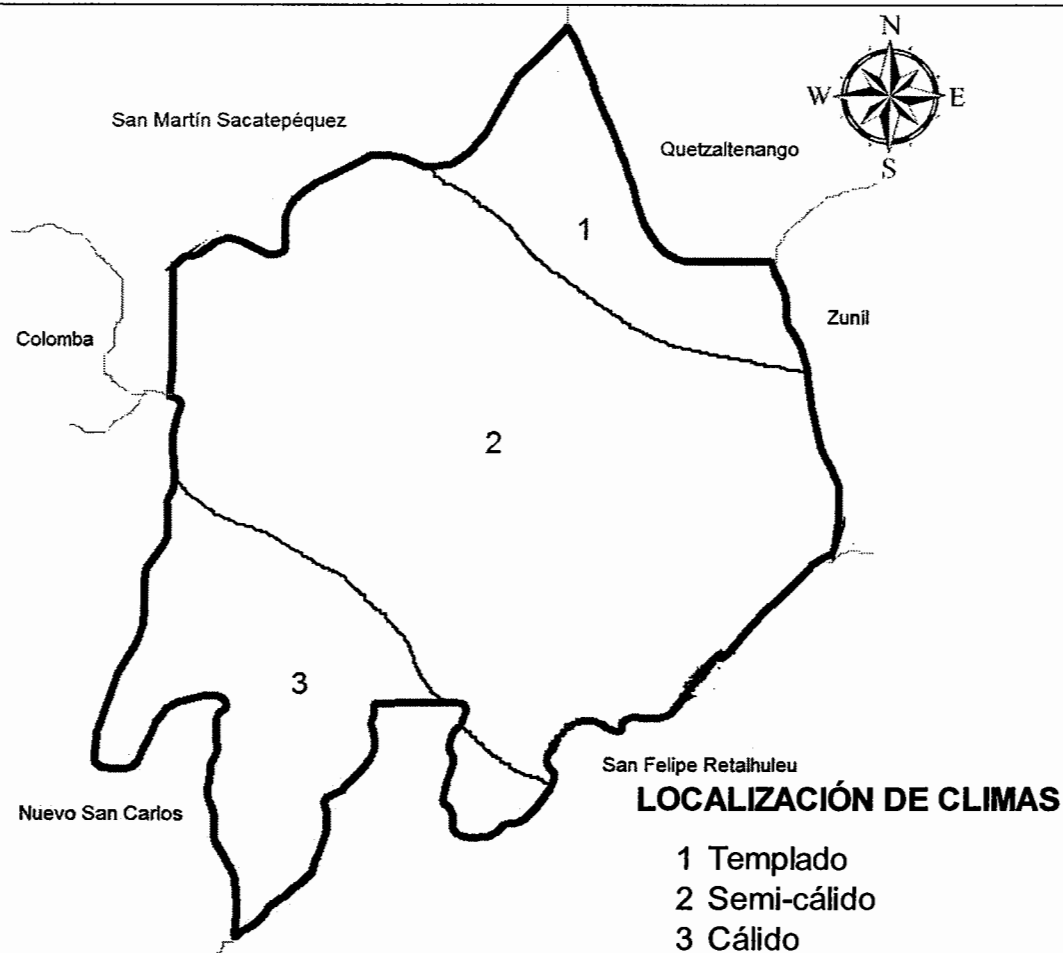 N
San Martín Sacatepéquez
W
E
Quetzaltenango
S
1
Colomba
Zunil
2
3
San Felipe Retalhuleu
Nuevo San Carlos
LOCALIZACIÓN DE CLIMAS
1 Templado
2 Semi-cálido
3 Cálido